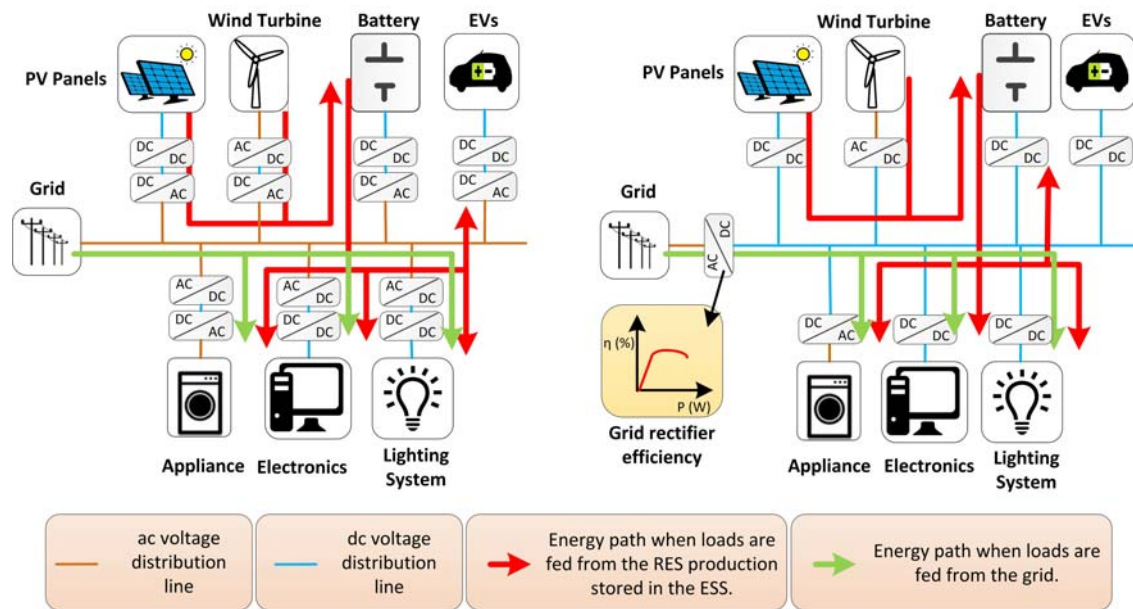 Wind Turbine
Battery
EVs
PV Panels
DC
DC
AC
DC
DC
DC
DC
DC
DC
AC
DC
AC
DC
AC
DC
AC
Grid
AC
DC
AC
DC
AC
DC
DC
AC
DC
DC
DC
DC
Appliance
Electronics
Lighting
System
Wind Turbine
Battery
EVs
PV Panels
DC
DC
AC
DC
DC
DC
DC
DC
Grid
AC
DC
DC
AC
DC
DC
DC
DC
η (%)
P (W)
Grid rectifier
efficiency
Appliance
Electronics
Lighting
System
ac voltage
distribution
line
dc voltage
distribution
line
Energy path when loads are
fed from the RES production
stored in the ESS.
Energy path when loads are
fed from the grid.